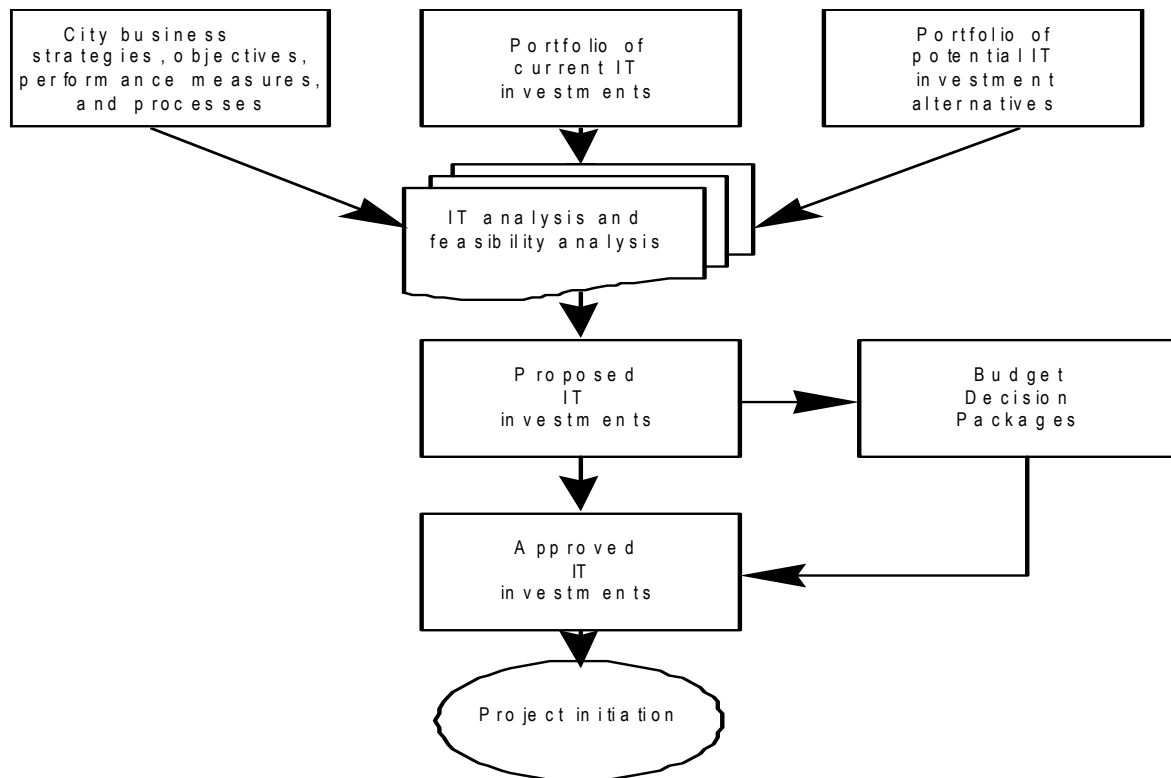 City business
strategies, objectives,
performance measures,
and processes
Portfolio of
current IT
investments
Portfolio of
potential IT
investment
alternatives
IT analysis and
feasibility analysis
Proposed
IT
investments
Budget
Decision
Packages
Approved
IT
investments
Project initiation